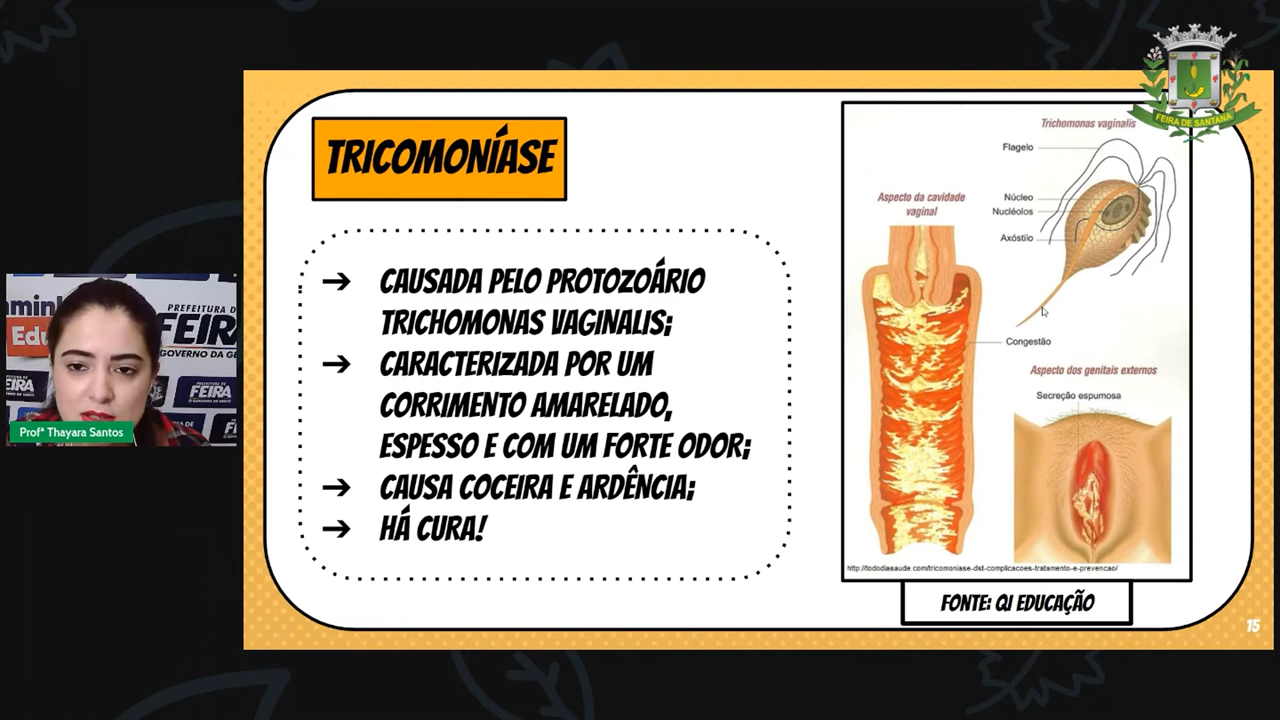 FEIRA DE SANTANA
TRICOMONÍASE
➔ CAUSADA PELO PROTOZOÁRIO
TRICHOMONAS VAGINALIS;
➔ CARACTERIZADA POR UM
CORRIMENTO AMARELADO,
ESPESSO E COM UM FORTE ODOR;
➔ CAUSA COCEIRA E ARDÊNCIA;
➔ HÁ CURA!
Trichomonas vaginalis
Flagelo
Núcleo
Nucléolos
Axóstilo
Aspecto da cavidade
vaginal
Congestão
Aspecto dos genitais externos
Secreção espumosa
http://tododiasaude.com/tricomoniase-dst-complicacoes-tratamento-e-prevencao/
FONTE: QI EDUCAÇÃO
15
Edu
PREFEITURA D
FEIR
GOVERNO DA G
FEIRA
Profª Thayara Santos